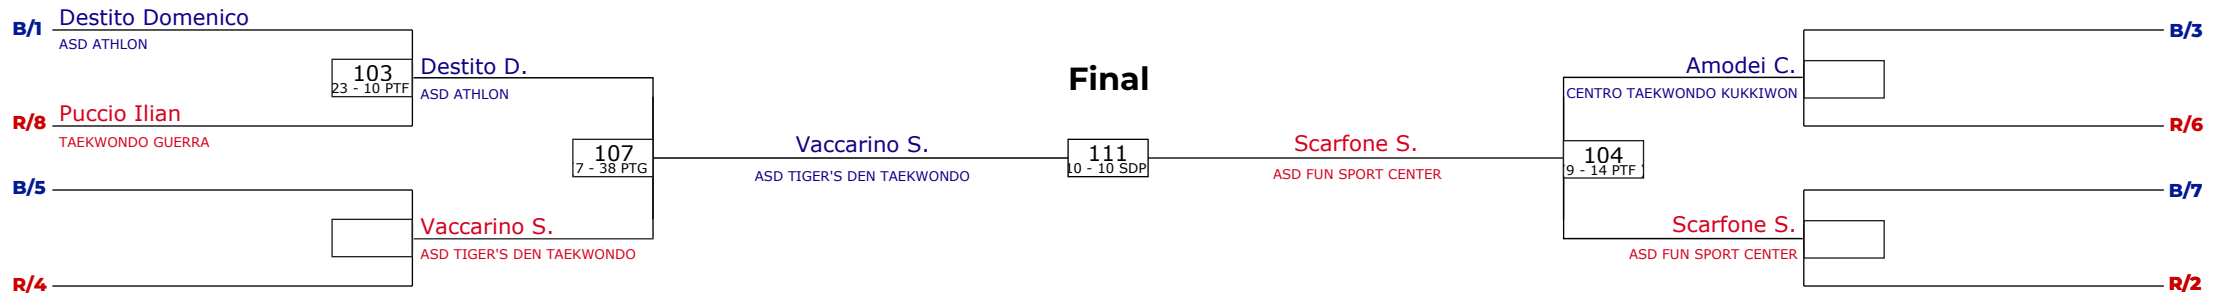 B/1
Destito Domenico
ASD ATHLON
103
23 - 10 PTF
Destito D.
ASD ATHLON
R/8
Puccio Ilian
TAEKWONDO GUERRA
107
7 - 38 PTG
B/5
Vaccarino S.
ASD TIGER'S DEN TAEKWONDO
R/4
Final
Vaccarino S.
ASD TIGER'S DEN TAEKWONDO
111
10 - 10 SDP
Scarfone S.
ASD FUN SPORT CENTER
B/3
Amodei C.
CENTRO TAEKWONDO KUKKIWON
R/6
104
9 - 14 PTF
B/7
Scarfone S.
ASD FUN SPORT CENTER
R/2